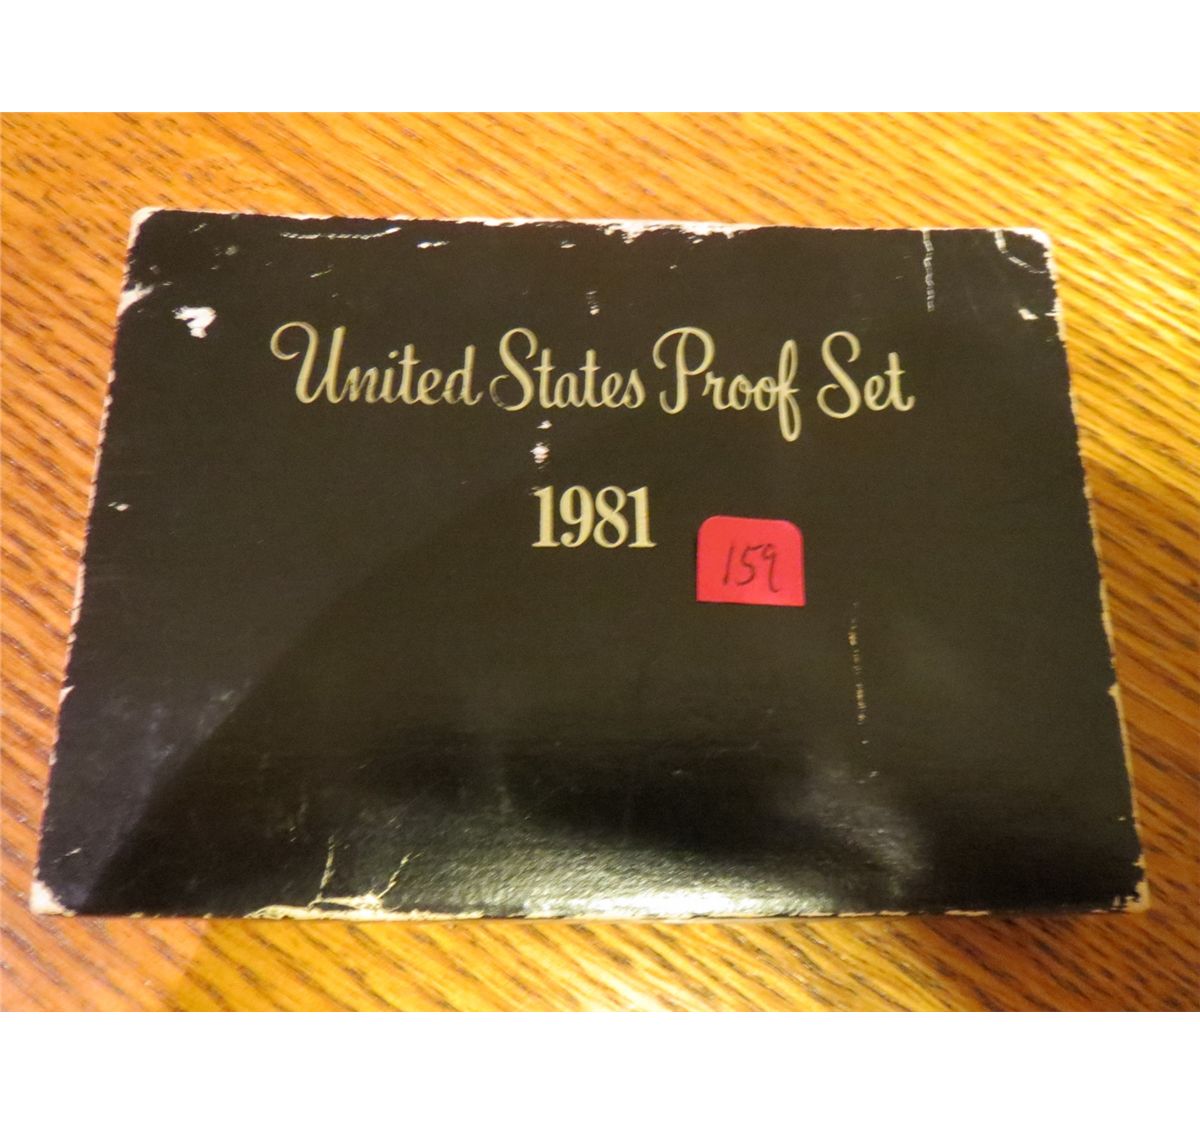 United States Proof Set
1981
159